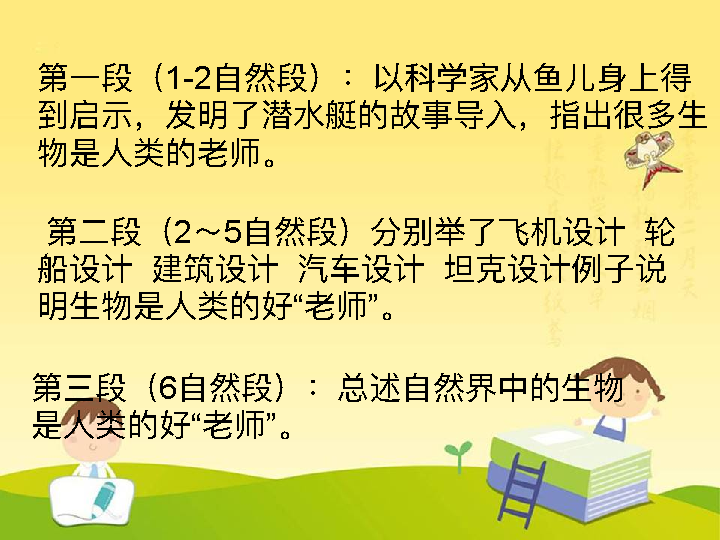 第一段（1-2自然段）：以科学家从鱼儿身上得
到启示，发明了潜水艇的故事导入，指出很多生
物是人类的老师。
第二段（2～5自然段）分别举了飞机设计 轮
船设计 建筑设计 汽车设计 坦克设计例子说
明生物是人类的好“老师”。
第三段（6自然段）：总述自然界中的生物
是人类的好“老师”。